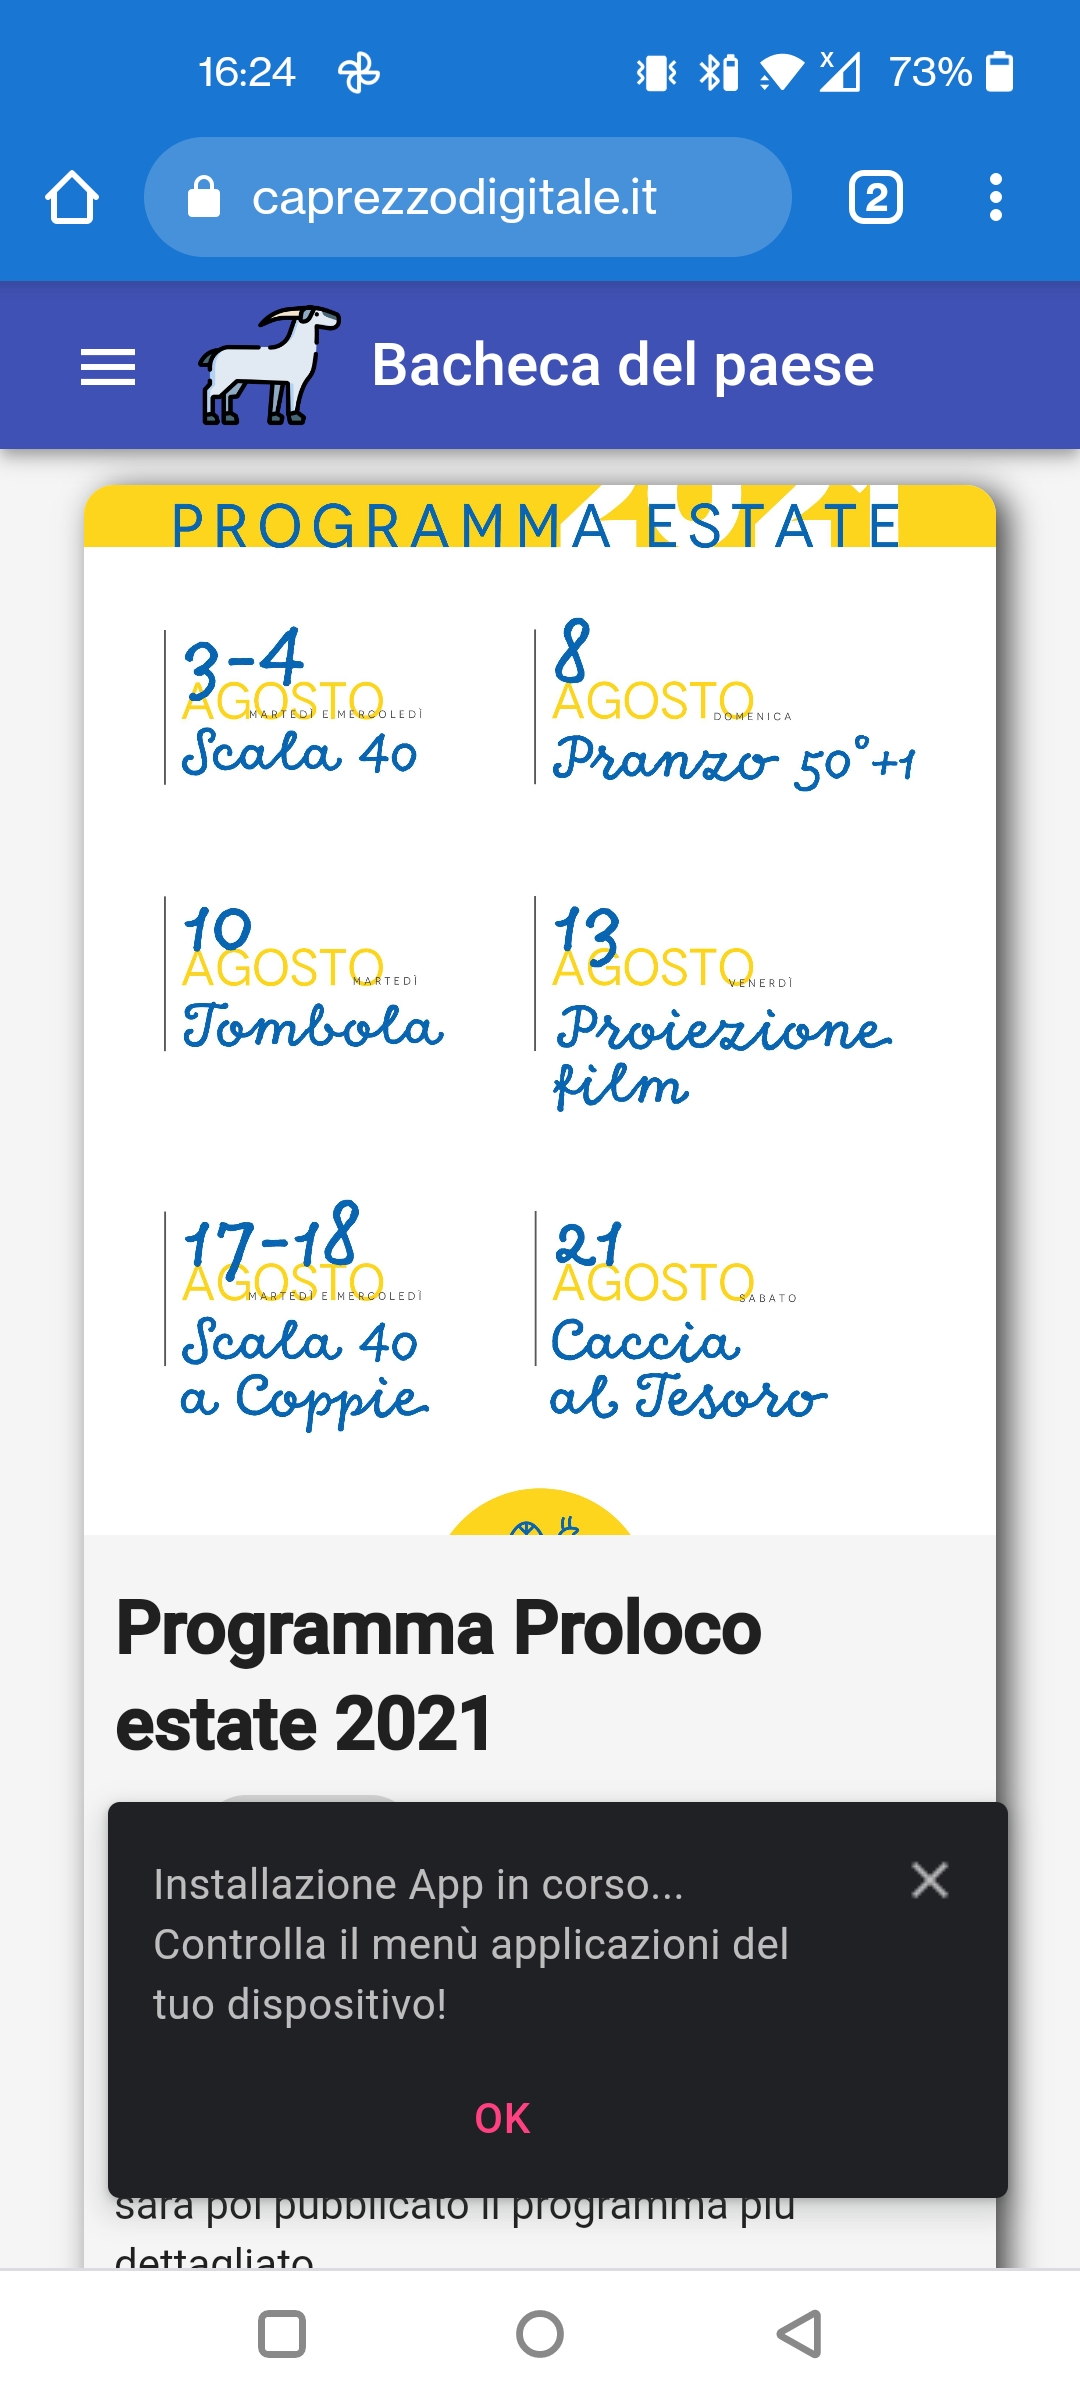 16:24
73%
caprezzodigitale.it
2
Bacheca del paese
2021
PROGRAMMA ESTATE
3-4
AGOSTO
MARTEDÌ E MERCOLEDÌ
Scala 40
8
AGOSTO
DOMENICA
Pranzo 50°+1
10
AGOSTO
MARTEDÌ
Tombola
13
AGOSTO
VENERDÌ
Proiezione
film
17-18
AGOSTO
MARTEDÌ E MERCOLEDÌ
Scala 40
a Coppie
21
AGOSTO
SABATO
Caccia
al Tesoro
Programma Proloco
estate 2021
Installazione App in corso...
Controlla il menù applicazioni del
tuo dispositivo!
OK
sarà poi pubblicato il programma più
dettagliato